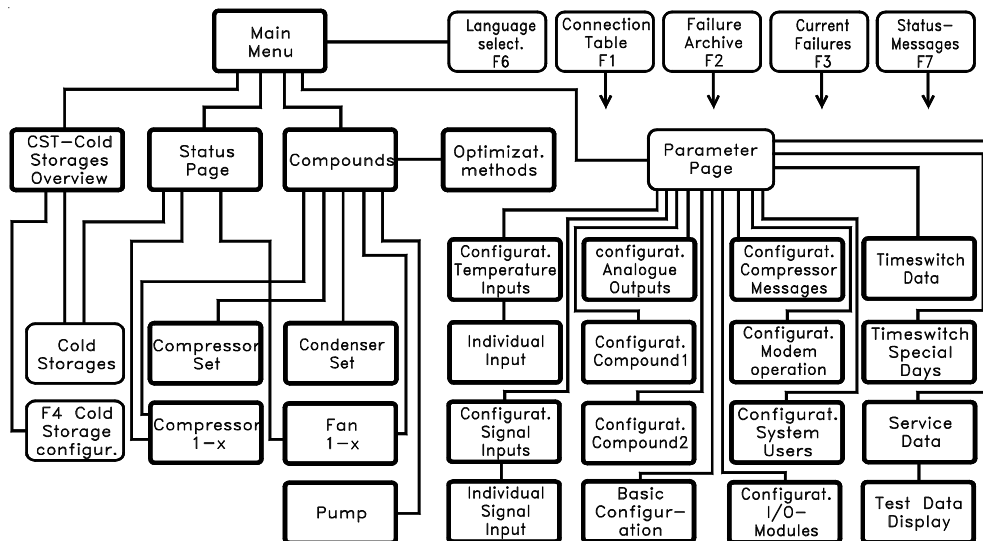 Main
Menu
Language
select.
F6
Connection
Table
F1
Failure
Archive
F2
Current
Failures
F3
Status-
Messages
F7
CST-Cold
Storages
Overview
Status
Page
Compounds
Optimizat.
methods
Parameter
Page
Configurat.
Temperature
Inputs
configurat.
Analogue
Outputs
Configurat.
Compressor
Messages
Timeswitch
Data
Cold
Storages
Compressor
Set
Condenser
Set
Individual
Input
Configurat.
Compound1
Configurat.
Modem
operation
Timeswitch
Special
Days
F4 Cold
Storage
configur.
Compressor
1-x
Fan
1-x
Configurat.
Signal
Inputs
Configurat.
Compound2
Configurat.
System
Users
Service
Data
Pump
Individual
Signal
Input
Basic
Configur-
ation
Configurat.
I/O-
Modules
Test Data
Display